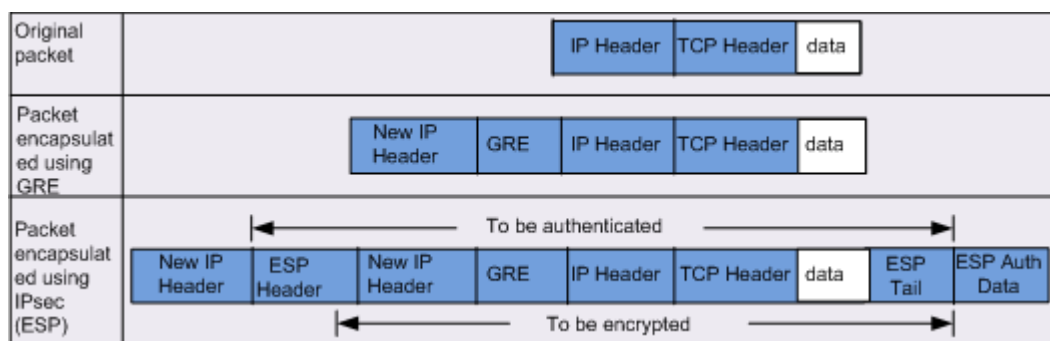 Original
packet
IP Header TCP Header data
Packet
encapsulat
ed using
GRE
New IP
Header
GRE
IP Header TCP Header data
Packet
encapsulat
ed using
IPsec
(ESP)
To be authenticated
New IP
Header
ESP
Header
New IP
Header
GRE
IP Header
TCP Header
data
ESP
Tail
ESP Auth
Data
To be encrypted